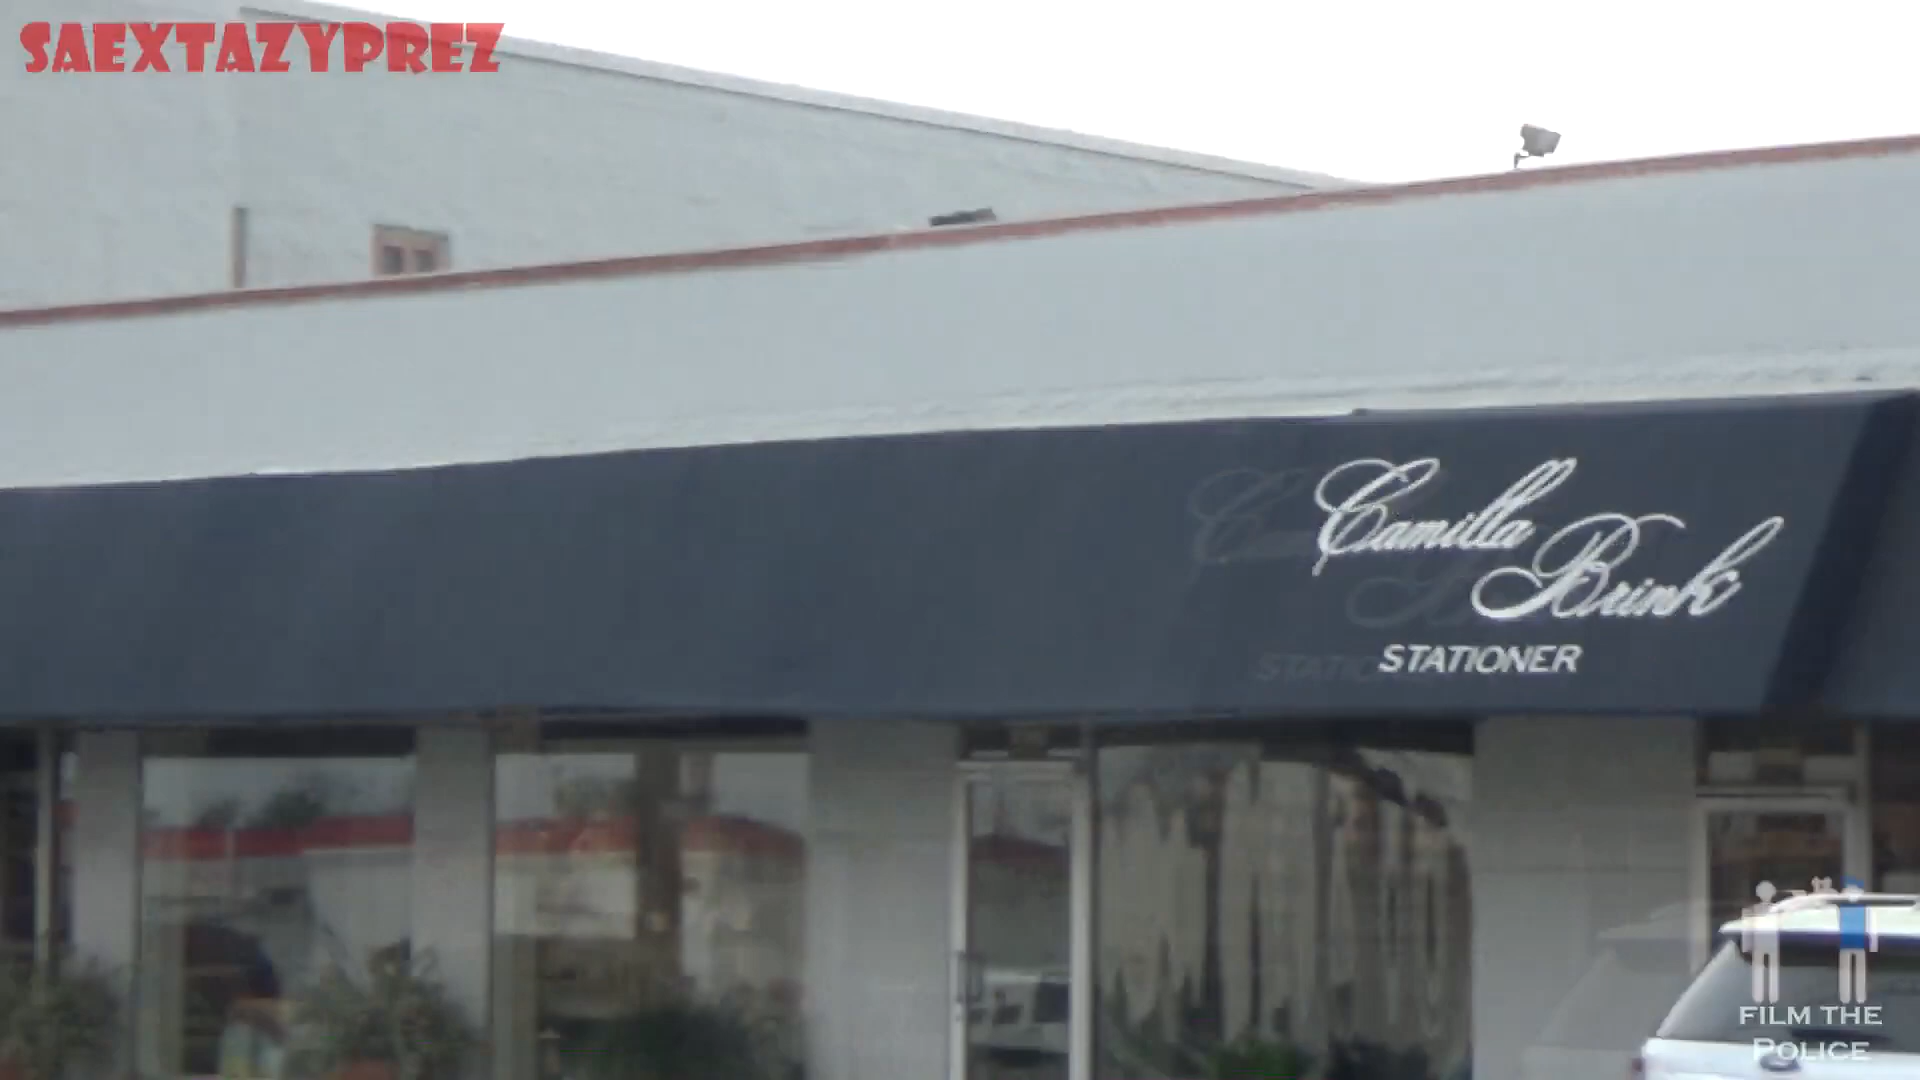 SAEXTAZYPREZ
Camilla
Brink
STATIONER
FILM THE
POLICE